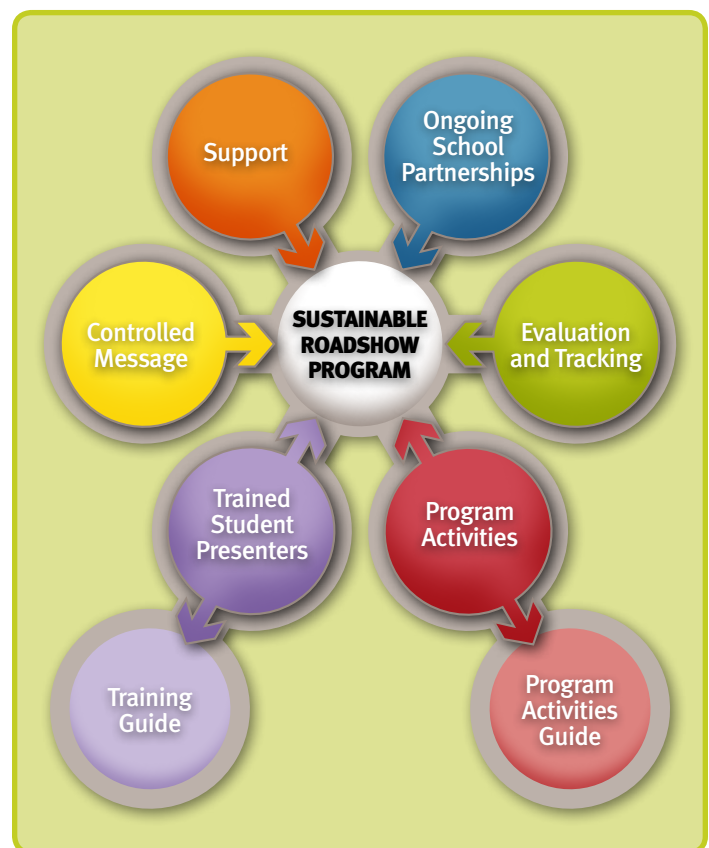 Support
Ongoing
School
Partnerships
Controlled
Message
SUSTAINABLE
ROADSHOW
PROGRAM
Evaluation
and Tracking
Trained
Student
Presenters
Program
Activities
Training
Guide
Program
Activities
Guide